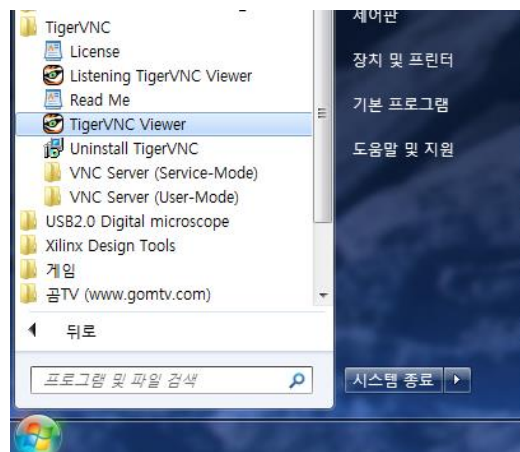 TigerVNC
License
Listening TigerVNC Viewer
Read Me
TigerVNC Viewer
Uninstall TigerVNC
VNC Server (Service-Mode)
VNC Server (User-Mode)
USB2.0 Digital microscope
Xilinx Design Tools
게임
곰TV (www.gomtv.com)
뒤로
프로그램 및 파일 검색
제어판
장치 및 프린터
기본 프로그램
도움말 및 지원
시스템 종료